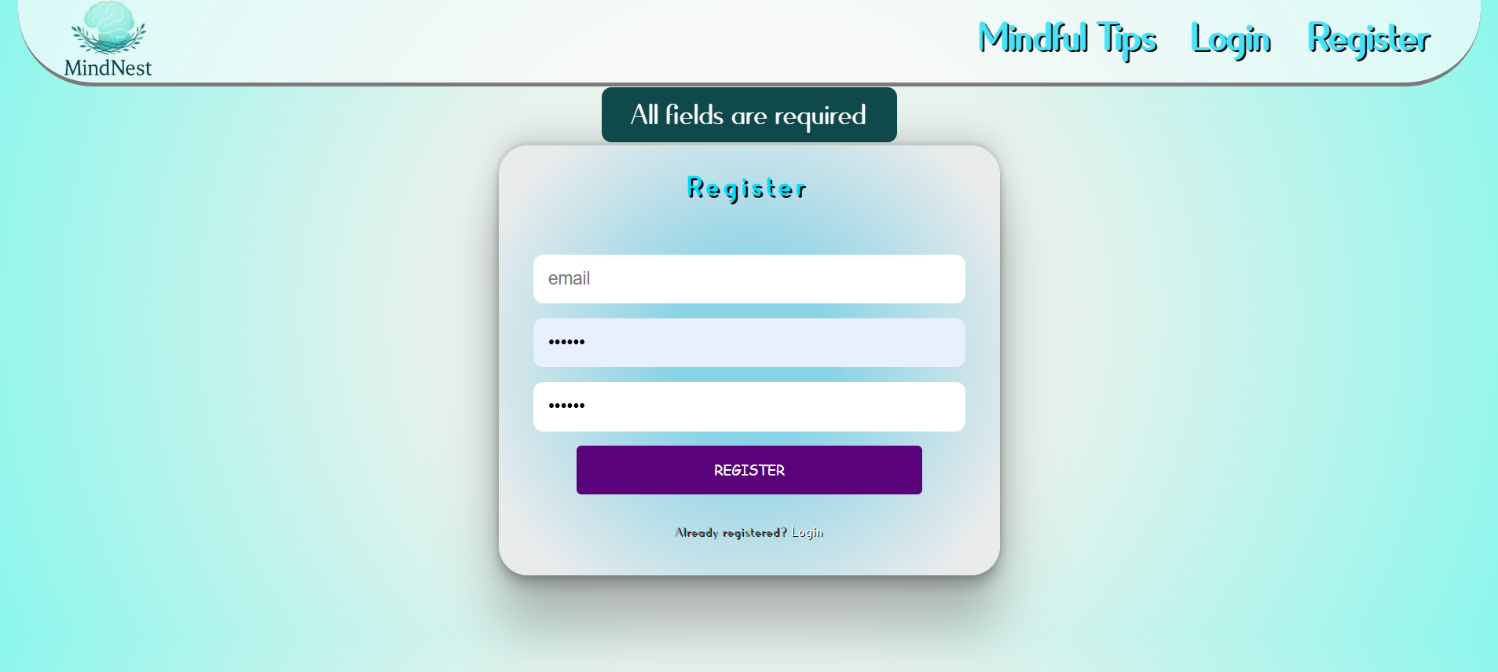 MindNest
Mindful Tips Login Register
All fields are required
Register
email
••••••
••••••
REGISTER
Already registered? Login